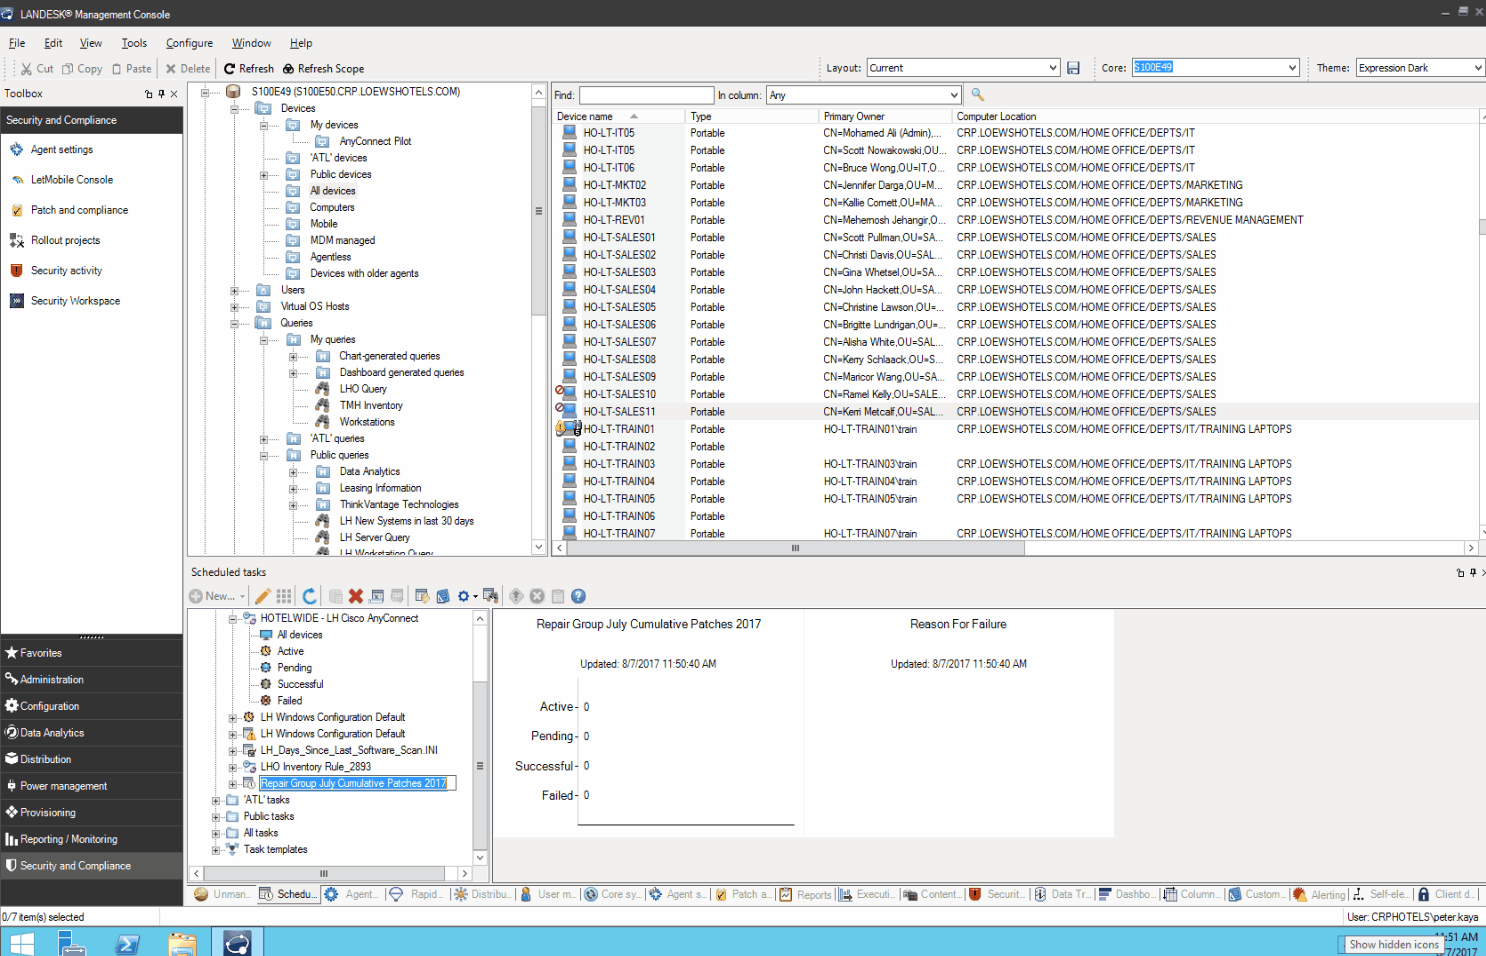 LANDESK® Management Console
File Edit View Tools Configure Window Help
Cut Copy Paste Delete Refresh Refresh Scope Layout: Current Core: S100E49 Theme: Expression Dark
Toolbox
Security and Compliance
Agent settings
LetMobile Console
Patch and compliance
Rollout projects
Security activity
Security Workspace
Favorites
Administration
Configuration
Data Analytics
Distribution
Power management
Provisioning
Reporting / Monitoring
Security and Compliance
S100E49 (S100E50.CRP.LOEWSHOTELS.COM)
Devices
My devices
AnyConnect Pilot
'ATL' devices
Public devices
All devices
Computers
Mobile
MDM managed
Agentless
Devices with older agents
Users
Virtual OS Hosts
Queries
My queries
Chart-generated queries
Dashboard generated queries
LHO Query
TMH Inventory
Workstations
'ATL' queries
Public queries
Data Analytics
Leasing Information
ThinkVantage Technologies
LH New Systems in last 30 days
LH Server Query
LH Workstation Query
Find: In column: Any
Device name Type Primary Owner Computer Location
HO-LT-IT05 Portable CN=Mohamed Ali (Admin),... CRP.LOEWSHOTELS.COM/HOME OFFICE/DEPTS/IT
HO-LT-IT05 Portable CN=Scott Nowakowski,OU... CRP.LOEWSHOTELS.COM/HOME OFFICE/DEPTS/IT
HO-LT-IT06 Portable CN=Bruce Wong,OU=IT,O... CRP.LOEWSHOTELS.COM/HOME OFFICE/DEPTS/IT
HO-LT-MKT02 Portable CN=Jennifer Darga,OU=M... CRP.LOEWSHOTELS.COM/HOME OFFICE/DEPTS/MARKETING
HO-LT-MKT03 Portable CN=Kallie Comett,OU=MA... CRP.LOEWSHOTELS.COM/HOME OFFICE/DEPTS/MARKETING
HO-LT-REV01 Portable CN=Mehernosh Jehangir,O... CRP.LOEWSHOTELS.COM/HOME OFFICE/DEPTS/REVENUE MANAGEMENT
HO-LT-SALES01 Portable CN=Scott Pullman,OU=SA... CRP.LOEWSHOTELS.COM/HOME OFFICE/DEPTS/SALES
HO-LT-SALES02 Portable CN=Christi Davis,OU=SAL... CRP.LOEWSHOTELS.COM/HOME OFFICE/DEPTS/SALES
HO-LT-SALES03 Portable CN=Gina Whetsel,OU=SA... CRP.LOEWSHOTELS.COM/HOME OFFICE/DEPTS/SALES
HO-LT-SALES04 Portable CN=John Hackett,OU=SA... CRP.LOEWSHOTELS.COM/HOME OFFICE/DEPTS/SALES
HO-LT-SALES05 Portable CN=Christine Lawson,OU=... CRP.LOEWSHOTELS.COM/HOME OFFICE/DEPTS/SALES
HO-LT-SALES06 Portable CN=Brigitte Lundrigan,OU=... CRP.LOEWSHOTELS.COM/HOME OFFICE/DEPTS/SALES
HO-LT-SALES07 Portable CN=Alisha White,OU=SAL... CRP.LOEWSHOTELS.COM/HOME OFFICE/DEPTS/SALES
HO-LT-SALES08 Portable CN=Kerry Schlaack,OU=S... CRP.LOEWSHOTELS.COM/HOME OFFICE/DEPTS/SALES
HO-LT-SALES09 Portable CN=Maricor Wang,OU=SA... CRP.LOEWSHOTELS.COM/HOME OFFICE/DEPTS/SALES
HO-LT-SALES10 Portable CN=Ramel Kelly,OU=SALE... CRP.LOEWSHOTELS.COM/HOME OFFICE/DEPTS/SALES
HO-LT-SALES11 Portable CN=Kerri Metcalf,OU=SAL... CRP.LOEWSHOTELS.COM/HOME OFFICE/DEPTS/SALES
HO-LT-TRAIN01 Portable HO-LT-TRAIN01\train CRP.LOEWSHOTELS.COM/HOME OFFICE/DEPTS/IT/TRAINING LAPTOPS
HO-LT-TRAIN02 Portable
HO-LT-TRAIN03 Portable HO-LT-TRAIN03\train CRP.LOEWSHOTELS.COM/HOME OFFICE/DEPTS/IT/TRAINING LAPTOPS
HO-LT-TRAIN04 Portable HO-LT-TRAIN04\train CRP.LOEWSHOTELS.COM/HOME OFFICE/DEPTS/IT/TRAINING LAPTOPS
HO-LT-TRAIN05 Portable HO-LT-TRAIN05\train CRP.LOEWSHOTELS.COM/HOME OFFICE/DEPTS/IT/TRAINING LAPTOPS
HO-LT-TRAIN06 Portable
HO-LT-TRAIN07 Portable HO-LT-TRAIN07\train CRP.LOEWSHOTELS.COM/HOME OFFICE/DEPTS/IT/TRAINING LAPTOPS
Scheduled tasks
New...
HOTELWIDE - LH Cisco AnyConnect
All devices
Active
Pending
Successful
Failed
LH Windows Configuration Default
LH Windows Configuration Default
LH_Days_Since_Last_Software_Scan.INI
LHO Inventory Rule_2893
Repair Group July Cumulative Patches 2017
'ATL' tasks
Public tasks
All tasks
Task templates
Repair Group July Cumulative Patches 2017
Updated: 8/7/2017 11:50:40 AM
Active- 0
Pending- 0
Successful- 0
Failed- 0
Reason For Failure
Updated: 8/7/2017 11:50:40 AM
Unman... Schedu... Agent... Rapid... Distribu... User m... Core sy... Agent s... Patch a... Reports Executi... Content... Securit... Data Tr... Dashbo... Column... Custom... Alerting Self-ele... Client d...
0/7 item(s) selected
User: CRPHOTELS\peter.kaya
Show hidden icons
:51 AM
/7/2017